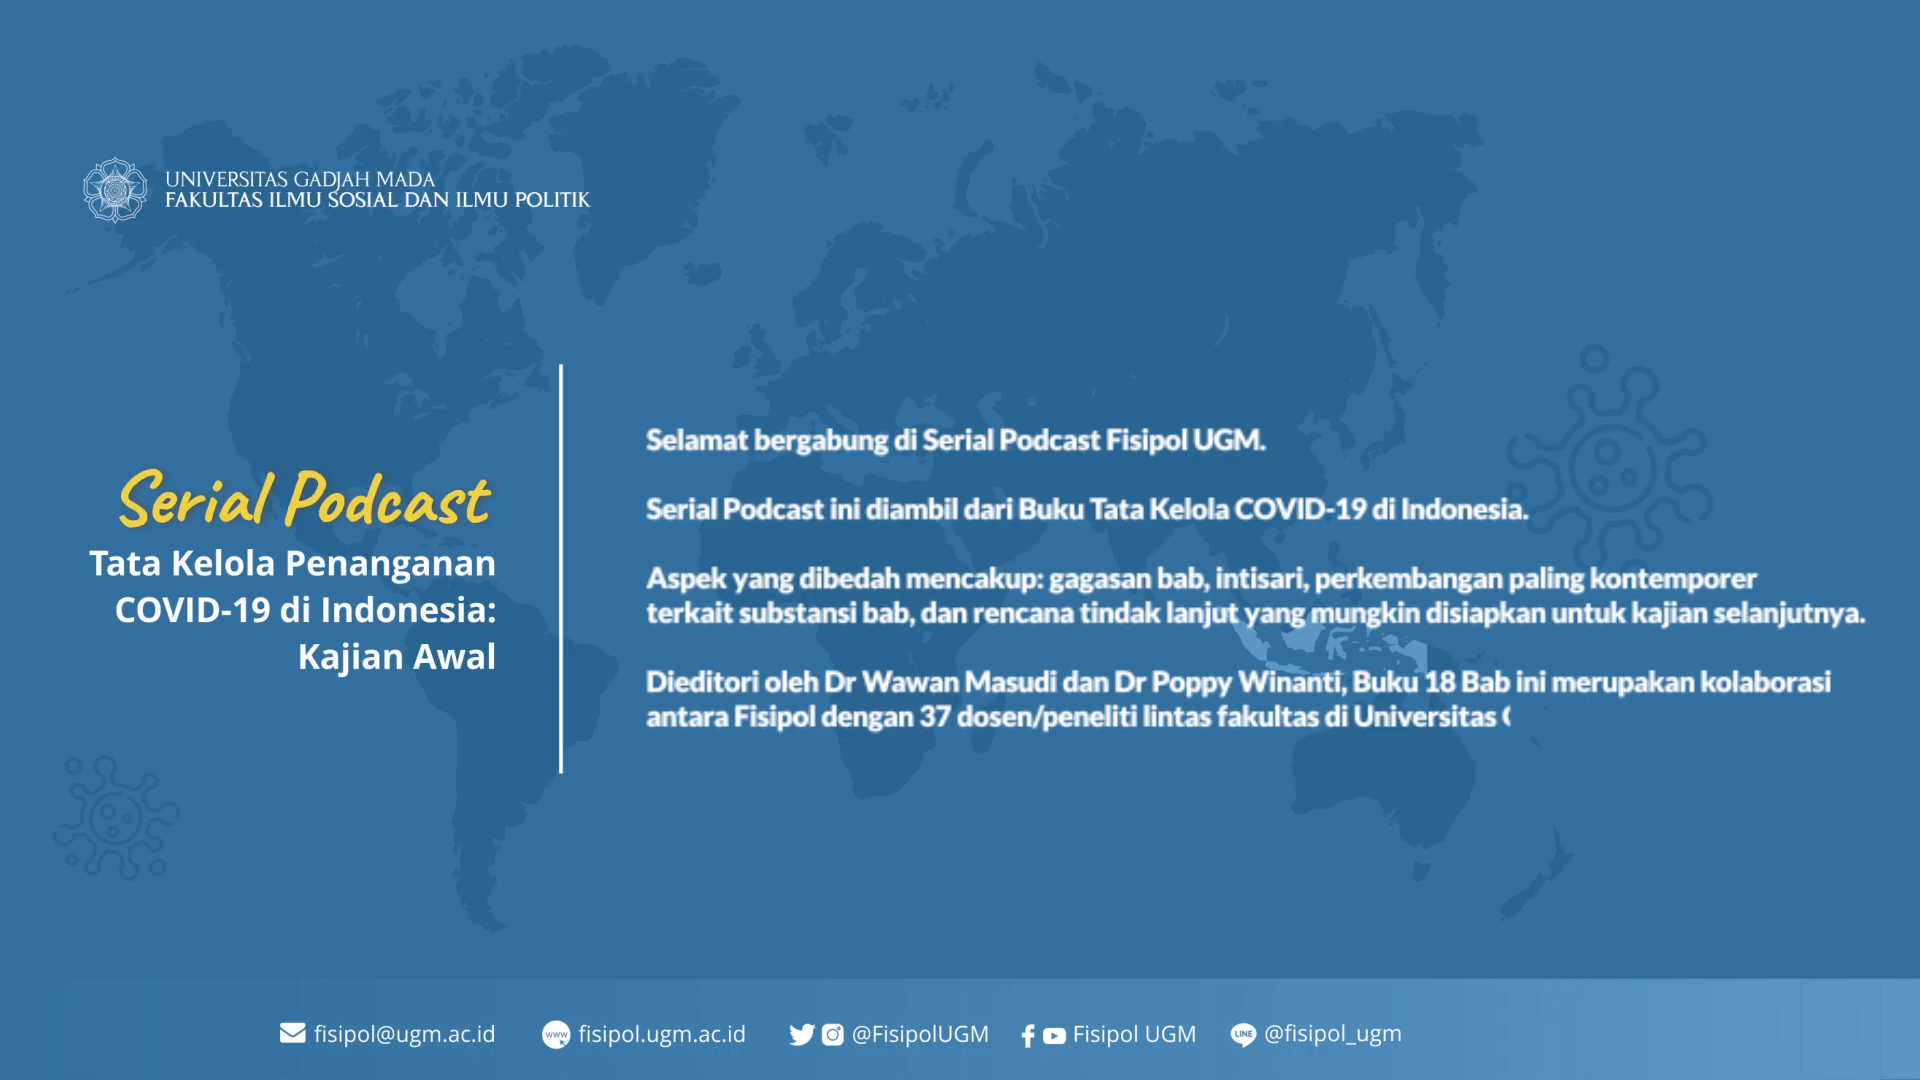 UNIVERSITAS GADJAH MADA
FAKULTAS ILMU SOSIAL DAN ILMU POLITIK
Serial Podcast
Tata Kelola Penanganan
COVID-19 di Indonesia:
Kajian Awal
Selamat bergabung di Serial Podcast Fisipol UGM.
Serial Podcast ini diambil dari Buku Tata Kelola COVID-19 di Indonesia.
Aspek yang dibedah mencakup: gagasan bab, intisari, perkembangan paling kontemporer
terkait substansi bab, dan rencana tindak lanjut yang mungkin disiapkan untuk kajian selanjutnya.
Dieditori oleh Dr Wawan Masudi dan Dr Poppy Winanti, Buku 18 Bab ini merupakan kolaborasi
antara Fisipol dengan 37 dosen/peneliti lintas fakultas di Universitas
fisipol@ugm.ac.id
www fisipol.ugm.ac.id
@FisipolUGM
Fisipol UGM
LINE @fisipol_ugm